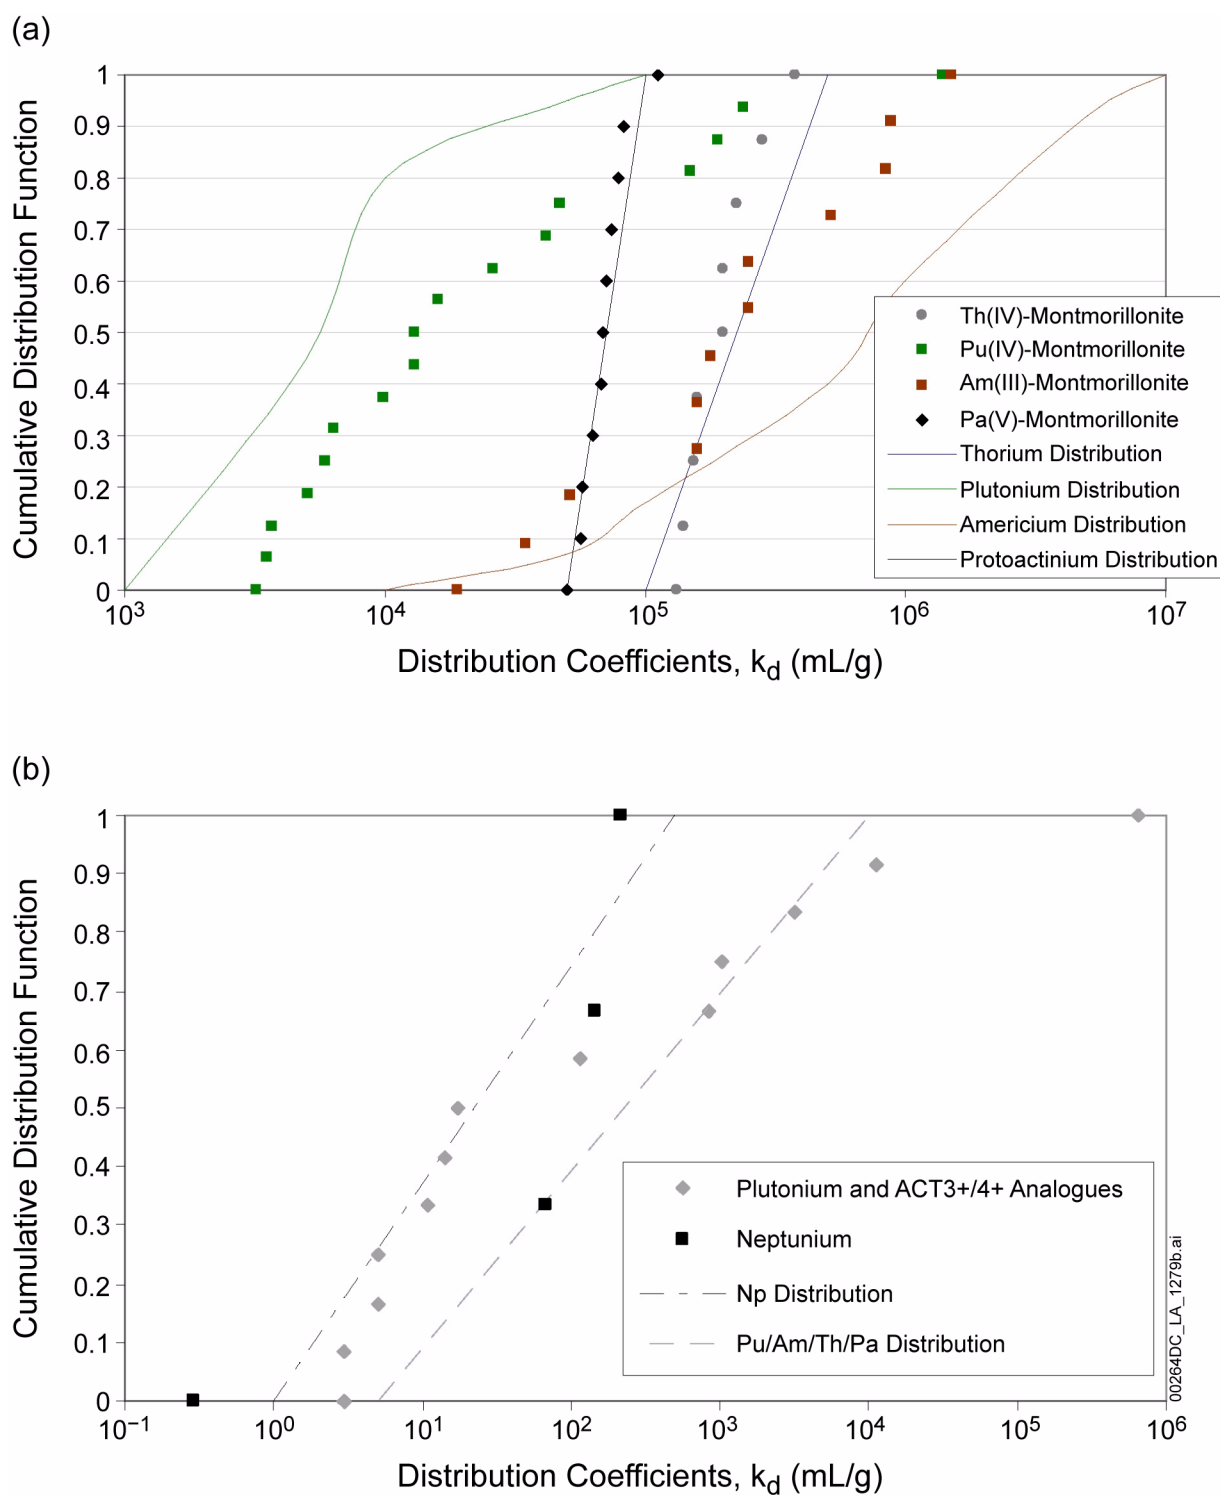 (a)
Cumulative Distribution Function
1
0.9
0.8
0.7
0.6
0.5
0.4
0.3
0.2
0.1
0
10³ 10⁴ 10⁵ 10⁶ 10⁷
Th(IV)-Montmorillonite
Pu(IV)-Montmorillonite
Am(III)-Montmorillonite
Pa(V)-Montmorillonite
Thorium Distribution
Plutonium Distribution
Americium Distribution
Protoactinium Distribution
Distribution Coefficients, k_d (mL/g)
(b)
Cumulative Distribution Function
1
0.9
0.8
0.7
0.6
0.5
0.4
0.3
0.2
0.1
0
10⁻¹ 10⁰ 10¹ 10² 10³ 10⁴ 10⁵ 10⁶
Plutonium and ACT3+/4+ Analogues
Neptunium
Np Distribution
Pu/Am/Th/Pa Distribution
Distribution Coefficients, k_d (mL/g)
00264DC_LA_1279b.ai